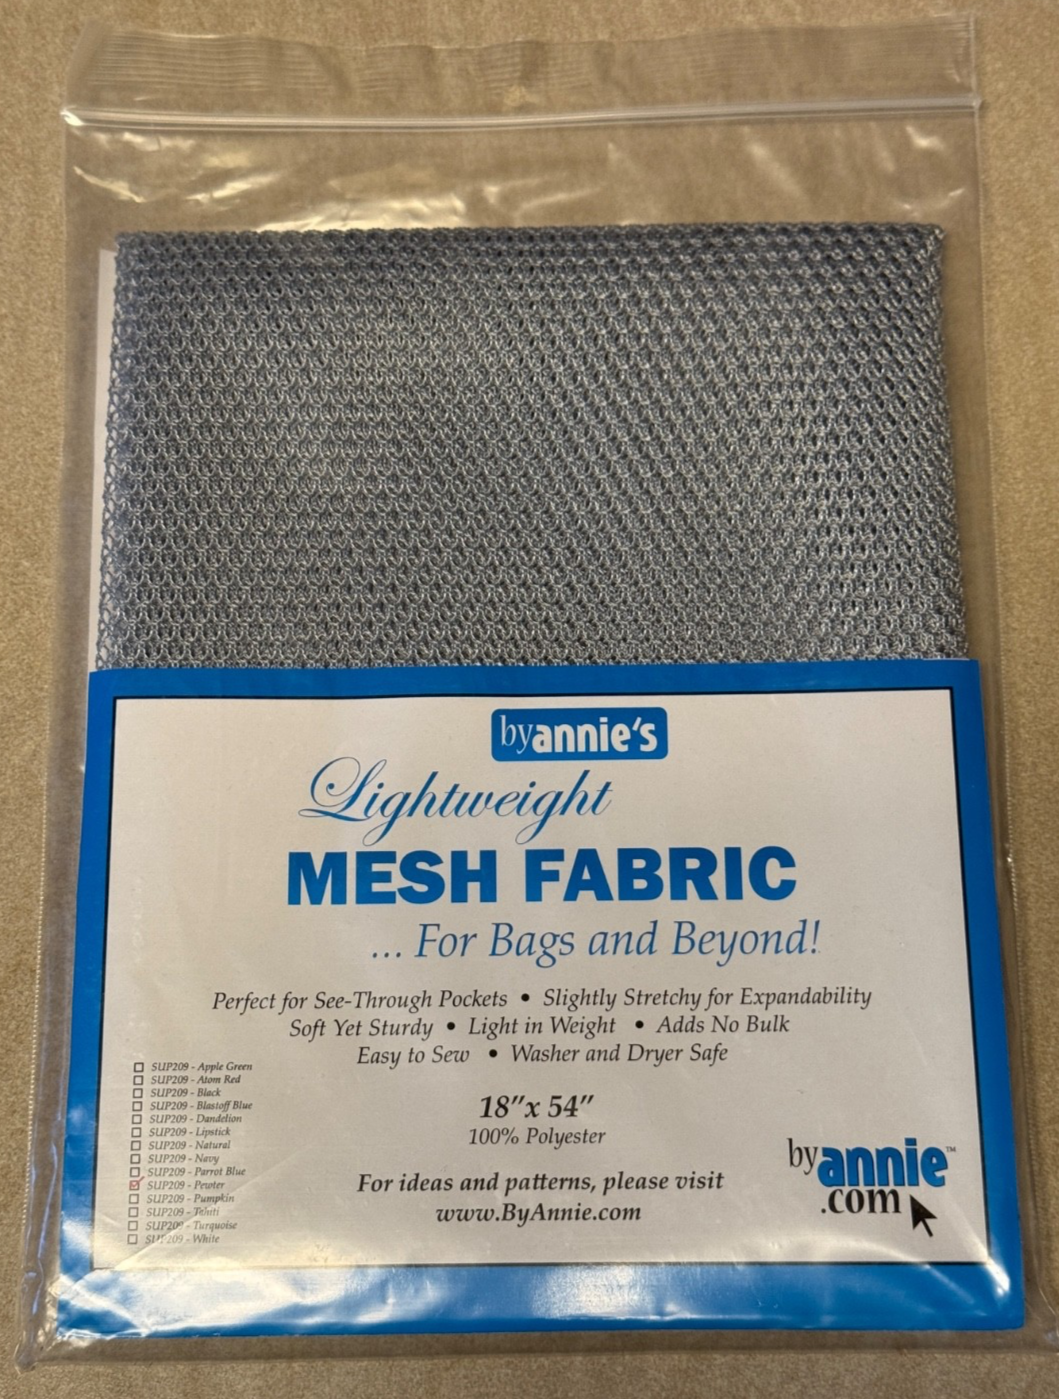 byannie's
Lightweight
MESH FABRIC
... For Bags and Beyond!
Perfect for See-Through Pockets • Slightly Stretchy for Expandability
Soft Yet Sturdy • Light in Weight • Adds No Bulk
Easy to Sew • Washer and Dryer Safe
☐ SUP209 - Apple Green
☐ SUP209 - Atom Red
☐ SUP209 - Black
☐ SUP209 - Blastoff Blue
☐ SUP209 - Dandelion
☐ SUP209 - Lipstick
☐ SUP209 - Natural
☐ SUP209 - Navy
☐ SUP209 - Parrot Blue
☑ SUP209 - Pewter
☐ SUP209 - Pumpkin
☐ SUP209 - Tahiti
☐ SUP209 - Turquoise
☐ SUP209 - White
18"x 54"
100% Polyester
For ideas and patterns, please visit
www.ByAnnie.com
byannie™
.com